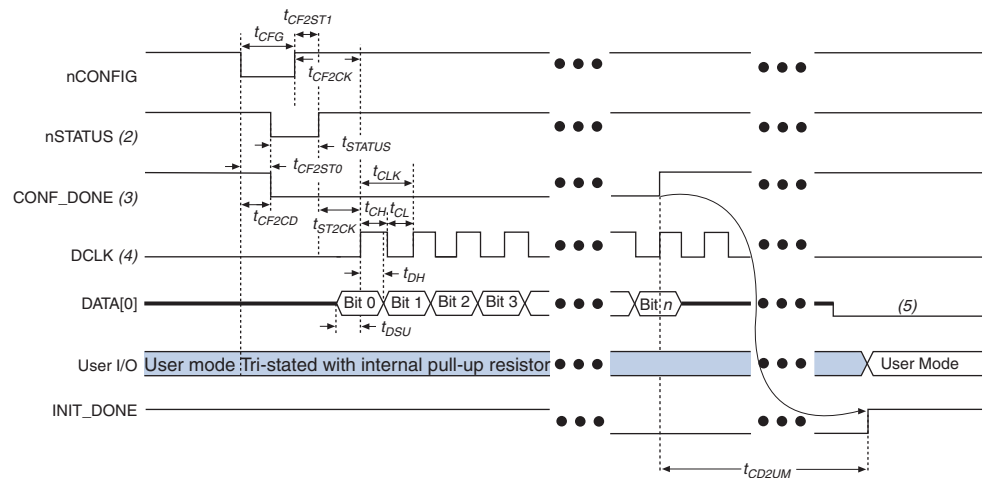 tCF2ST1
tCFG
nCONFIG
tCF2CK
nSTATUS (2)
tSTATUS
tCF2ST0
tCLK
CONF_DONE (3)
tCF2CD
tST2CK
tCH tCL
DCLK (4)
tDH
DATA[0]
Bit 0 Bit 1 Bit 2 Bit 3 Bit n
(5)
tDSU
User I/O User mode Tri-stated with internal pull-up resistor User Mode
INIT_DONE
tCD2UM